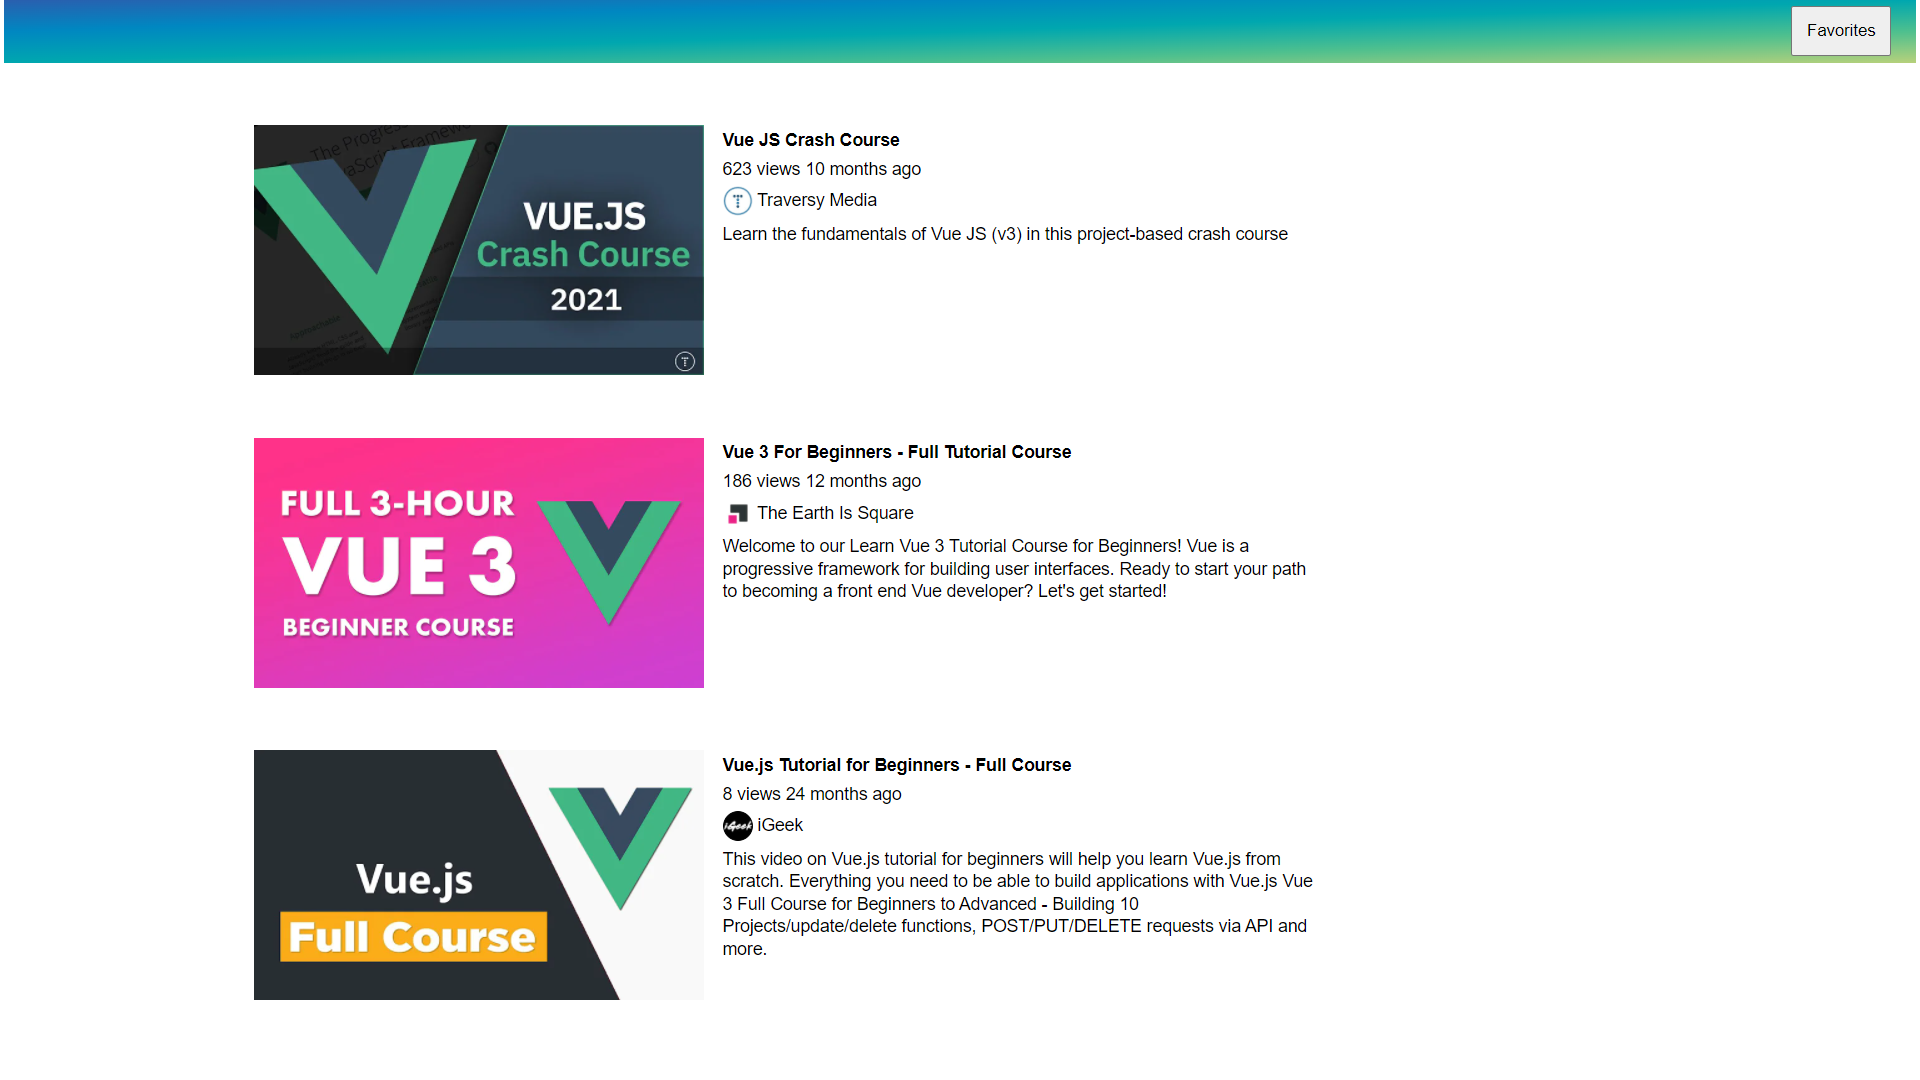 Favorites
The Progres
aScri Framew
VUE.JS
Crash Course
2021
T
Vue JS Crash Course
623 views 10 months ago
T Traversy Media
Learn the fundamentals of Vue JS (v3) in this project-based crash course
FULL 3-HOUR
VUE 3
BEGINNER COURSE
Vue 3 For Beginners - Full Tutorial Course
186 views 12 months ago
The Earth Is Square
Welcome to our Learn Vue 3 Tutorial Course for Beginners! Vue is a
progressive framework for building user interfaces. Ready to start your path
to becoming a front end Vue developer? Let's get started!
Vue.js
Full Course
Vue.js Tutorial for Beginners - Full Course
8 views 24 months ago
iGeek iGeek
This video on Vue.js tutorial for beginners will help you learn Vue.js from
scratch. Everything you need to be able to build applications with Vue.js Vue
3 Full Course for Beginners to Advanced - Building 10
Projects/update/delete functions, POST/PUT/DELETE requests via API and
more.